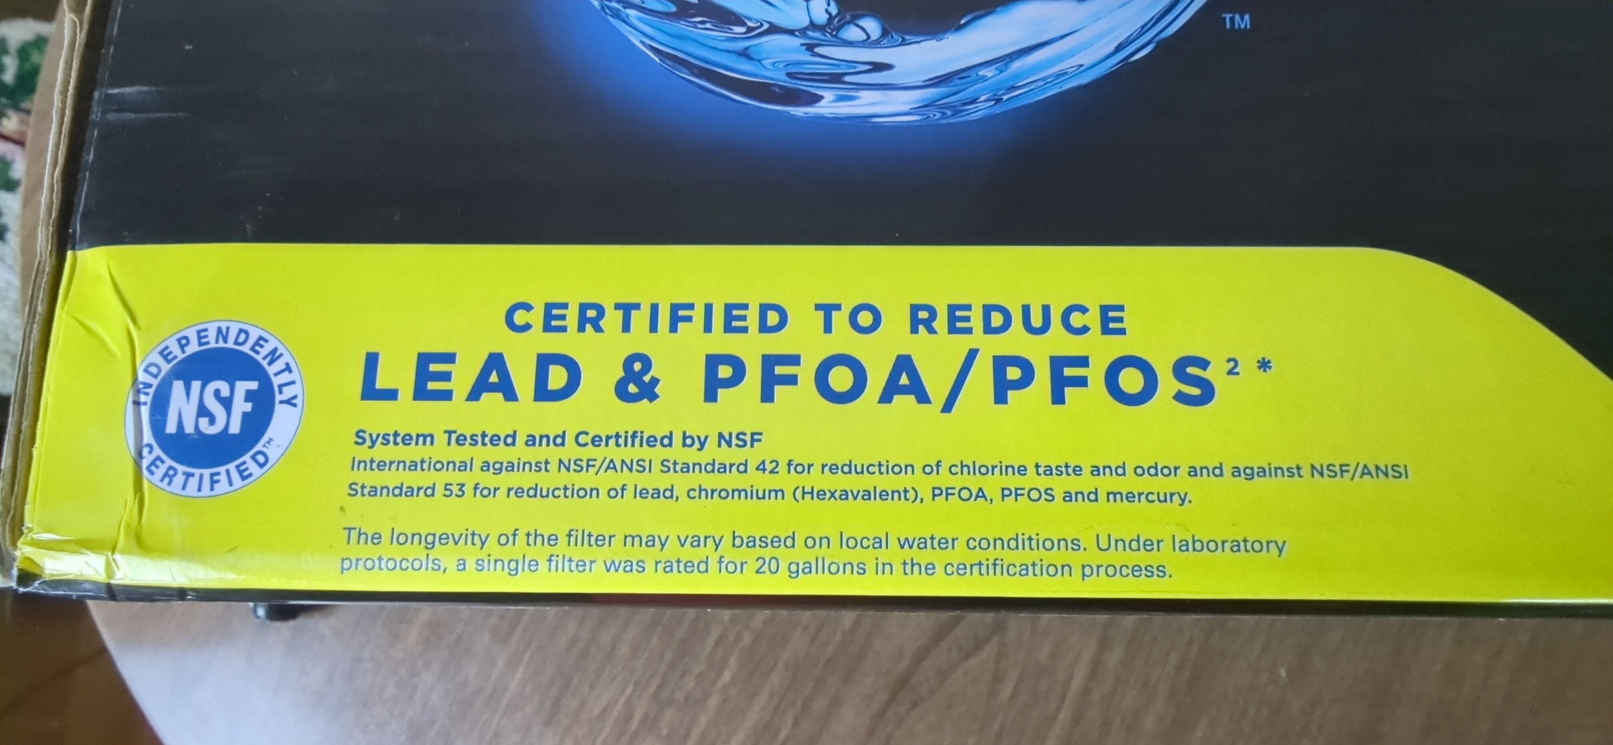 TM
CERTIFIED TO REDUCE
LEAD & PFOA/PFOS² *
INDEPENDENTLY
NSF
CERTIFIED™
System Tested and Certified by NSF
International against NSF/ANSI Standard 42 for reduction of chlorine taste and odor and against NSF/ANSI
Standard 53 for reduction of lead, chromium (Hexavalent), PFOA, PFOS and mercury.
The longevity of the filter may vary based on local water conditions. Under laboratory
protocols, a single filter was rated for 20 gallons in the certification process.